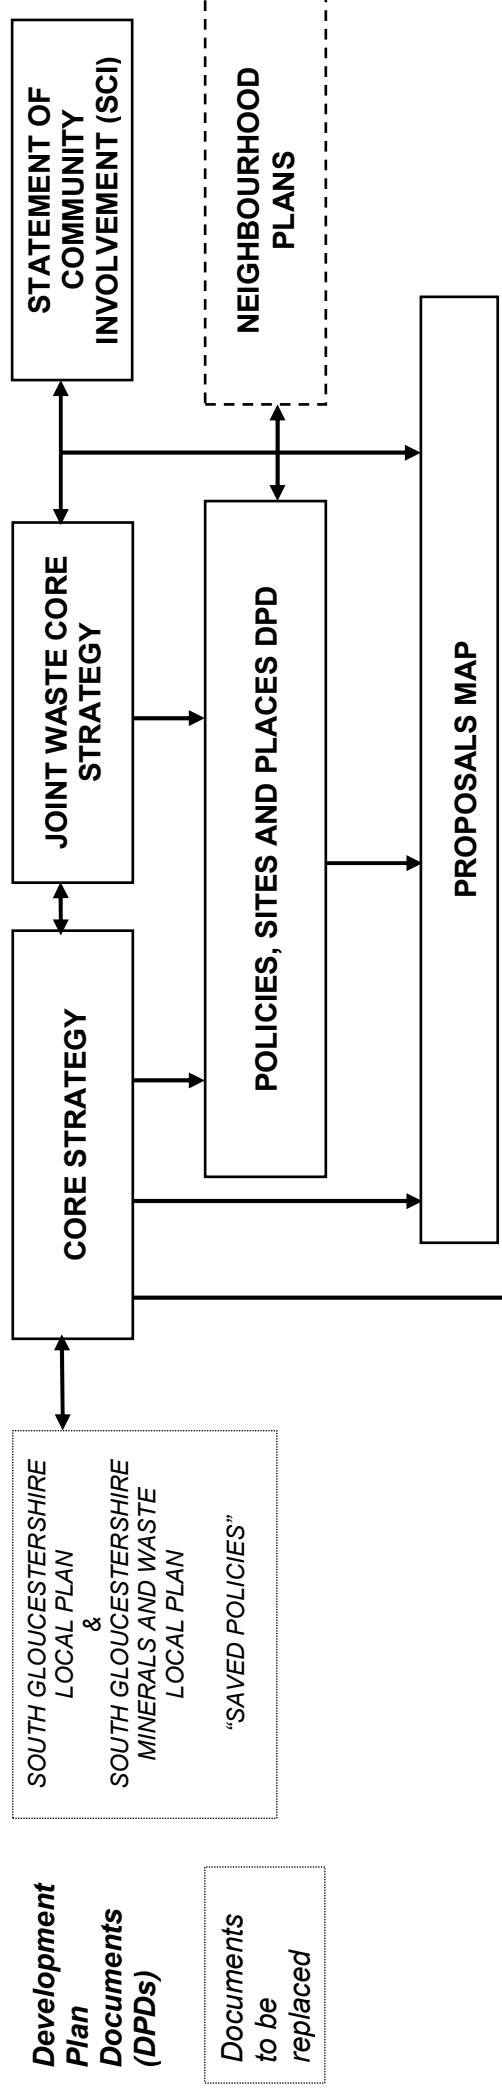 Development
Plan
Documents
(DPDs)
Documents
to be
replaced
SOUTH GLOUCESTERSHIRE
LOCAL PLAN
&
SOUTH GLOUCESTERSHIRE
MINERALS AND WASTE
LOCAL PLAN
“SAVED POLICIES”
CORE STRATEGY
JOINT WASTE CORE
STRATEGY
STATEMENT OF
COMMUNITY
INVOLVEMENT (SCI)
POLICIES, SITES AND PLACES DPD
NEIGHBOURHOOD
PLANS
PROPOSALS MAP